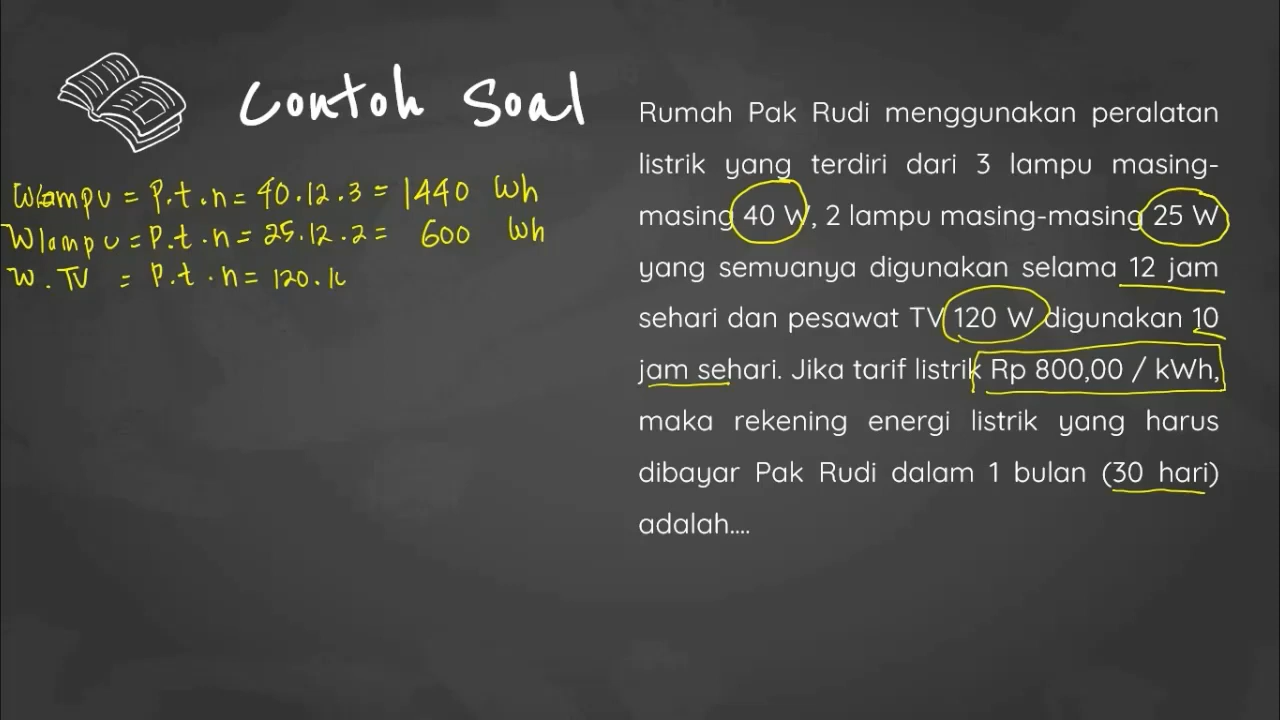 Contoh Soal
Wlampu = P.t.n = 40.12.3 = 1440 Wh
Wlampu = P.t.n = 25.12.2 = 600 Wh
W.TV = P.t.n = 120.10
Rumah Pak Rudi menggunakan peralatan
listrik yang terdiri dari 3 lampu masing-
masing 40 W, 2 lampu masing-masing 25 W
yang semuanya digunakan selama 12 jam
sehari dan pesawat TV 120 W digunakan 10
jam sehari. Jika tarif listrik Rp 800,00 / kWh,
maka rekening energi listrik yang harus
dibayar Pak Rudi dalam 1 bulan (30 hari)
adalah....